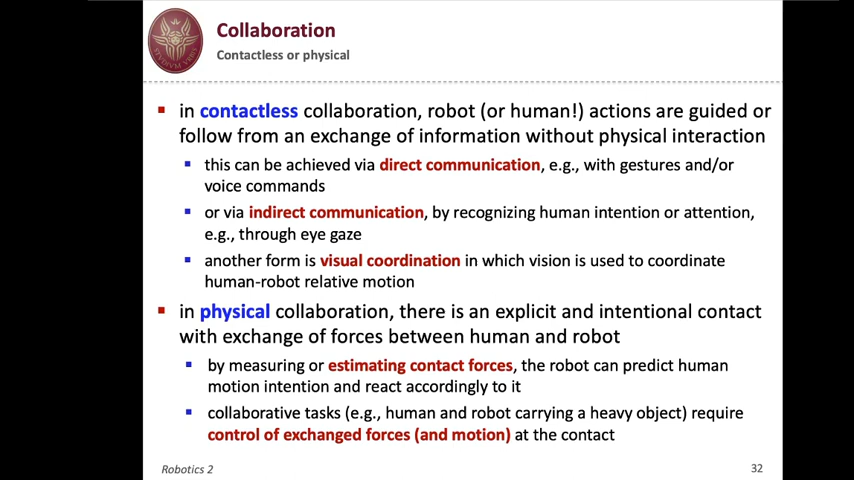 Collaboration
Contactless or physical
in contactless collaboration, robot (or human!) actions are guided or
follow from an exchange of information without physical interaction
this can be achieved via direct communication, e.g., with gestures and/or
voice commands
or via indirect communication, by recognizing human intention or attention,
e.g., through eye gaze
another form is visual coordination in which vision is used to coordinate
human-robot relative motion
in physical collaboration, there is an explicit and intentional contact
with exchange of forces between human and robot
by measuring or estimating contact forces, the robot can predict human
motion intention and react accordingly to it
collaborative tasks (e.g., human and robot carrying a heavy object) require
control of exchanged forces (and motion) at the contact
Robotics 2
32